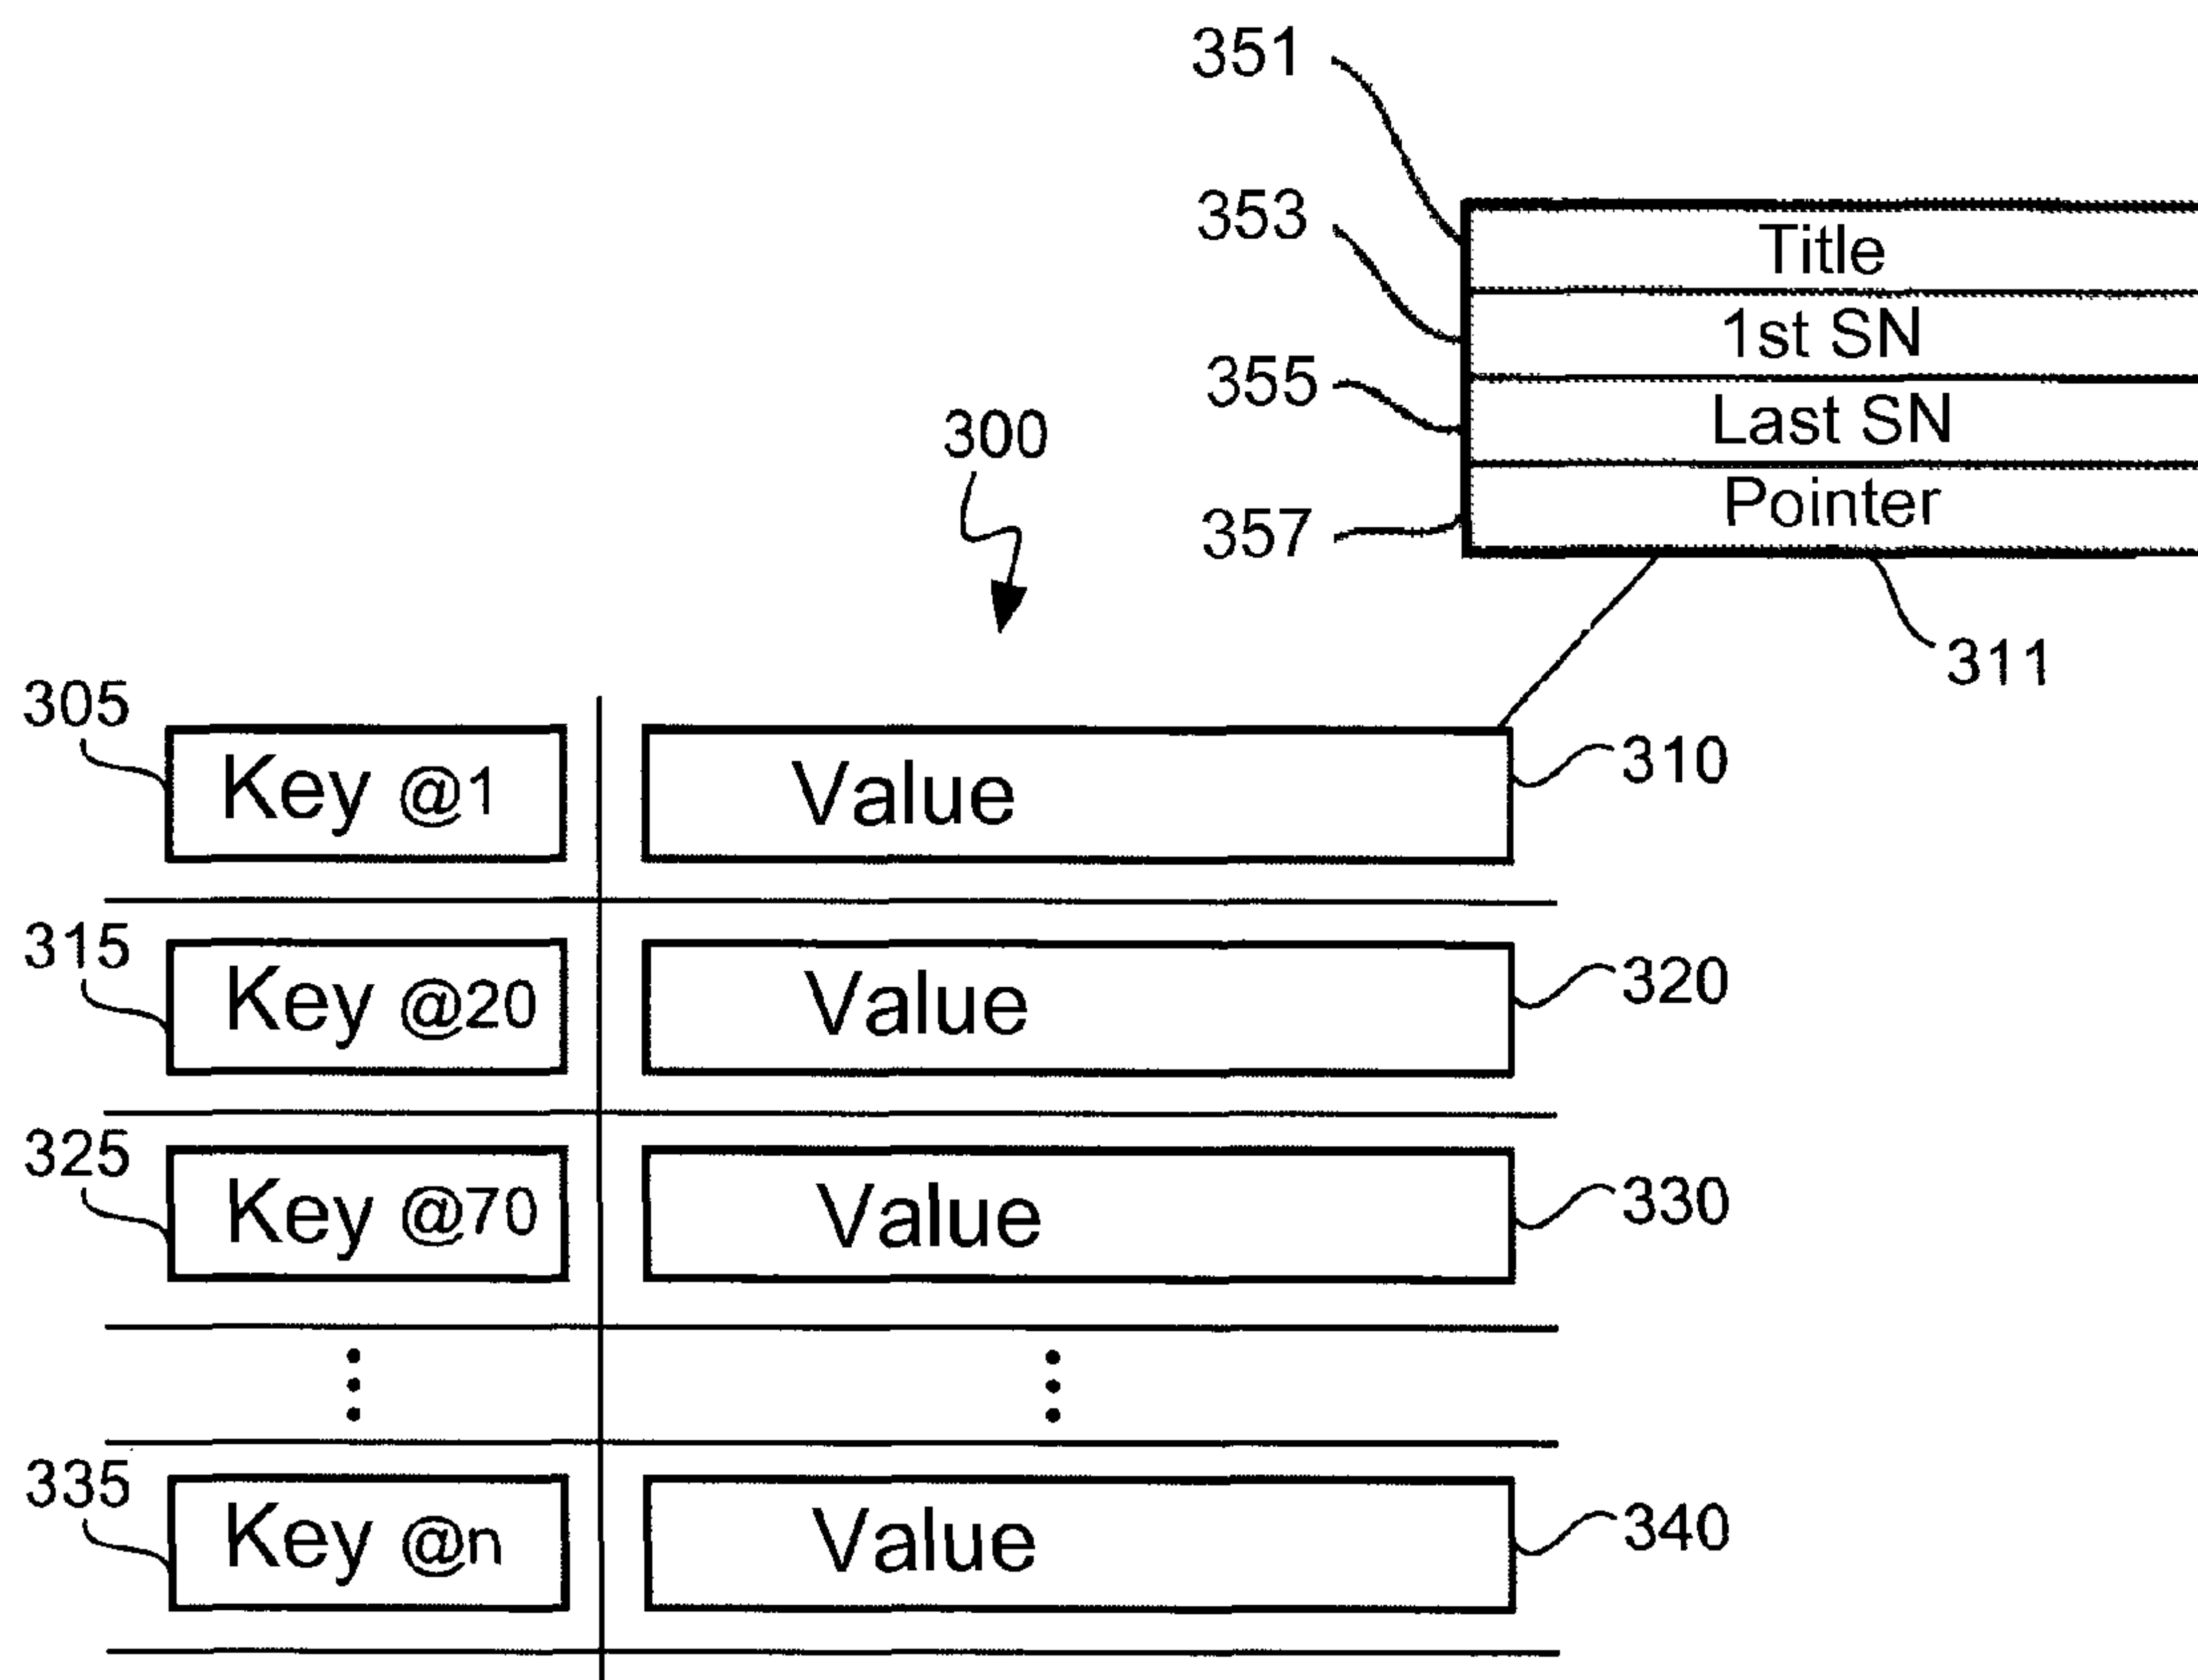 351
353
Title
1st SN
355
Last SN
300
357
Pointer
311
305
Key @1
Value
310
315
Key @20
Value
320
325
Key @70
Value
330
335
Key @n
Value
340